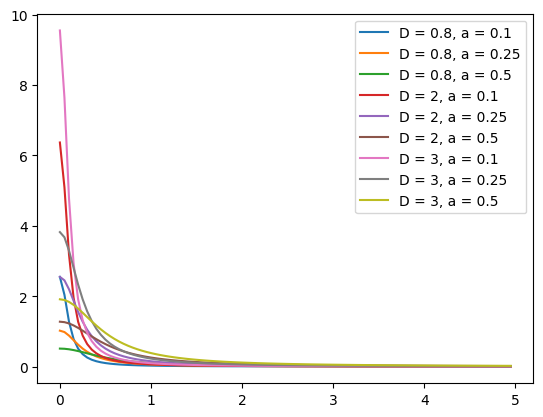 10
8
6
4
2
0
0
1
2
3
4
5
D = 0.8, a = 0.1
D = 0.8, a = 0.25
D = 0.8, a = 0.5
D = 2, a = 0.1
D = 2, a = 0.25
D = 2, a = 0.5
D = 3, a = 0.1
D = 3, a = 0.25
D = 3, a = 0.5